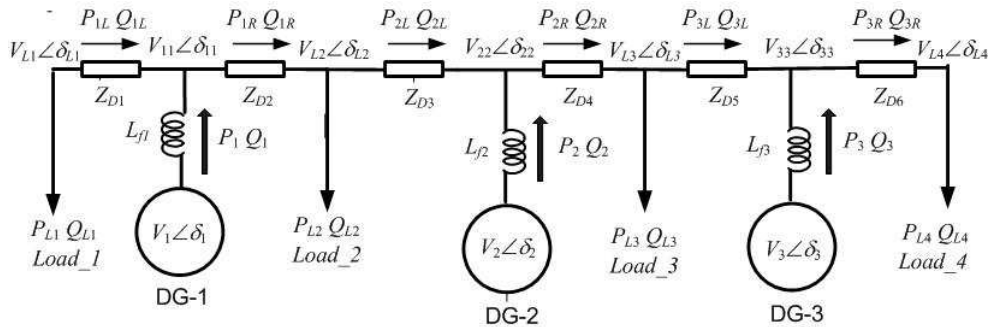 P1L Q1L P1R Q1R P2L Q2L P2R Q2R P3L Q3L P3R Q3R
VL1∠δL1 V11∠δ11 VL2∠δL2 V22∠δ22 VL3∠δL3 V33∠δ33 VL4∠δL4
ZD1 ZD2 ZD3 ZD4 ZD5 ZD6
Lf1 P1 Q1 Lf2 P2 Q2 Lf3 P3 Q3
V1∠δ1 V2∠δ2 V3∠δ3
PL1 QL1 PL2 QL2 PL3 QL3 PL4 QL4
Load_1 Load_2 Load_3 Load_4
DG-1 DG-2 DG-3